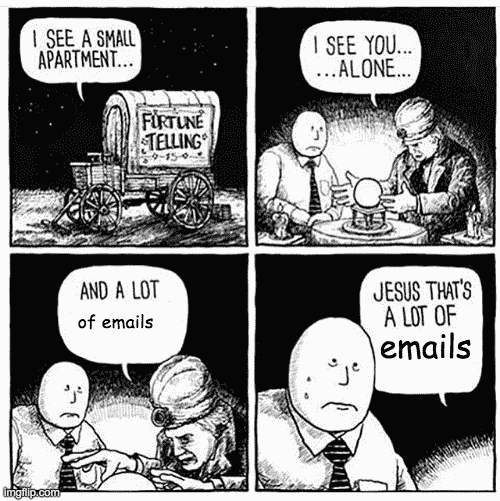 I SEE A SMALL
APARTMENT...
FORTUNE
TELLING
I SEE YOU...
...ALONE...
AND A LOT
of emails
JESUS THAT'S
A LOT OF
emails
imgflip.com